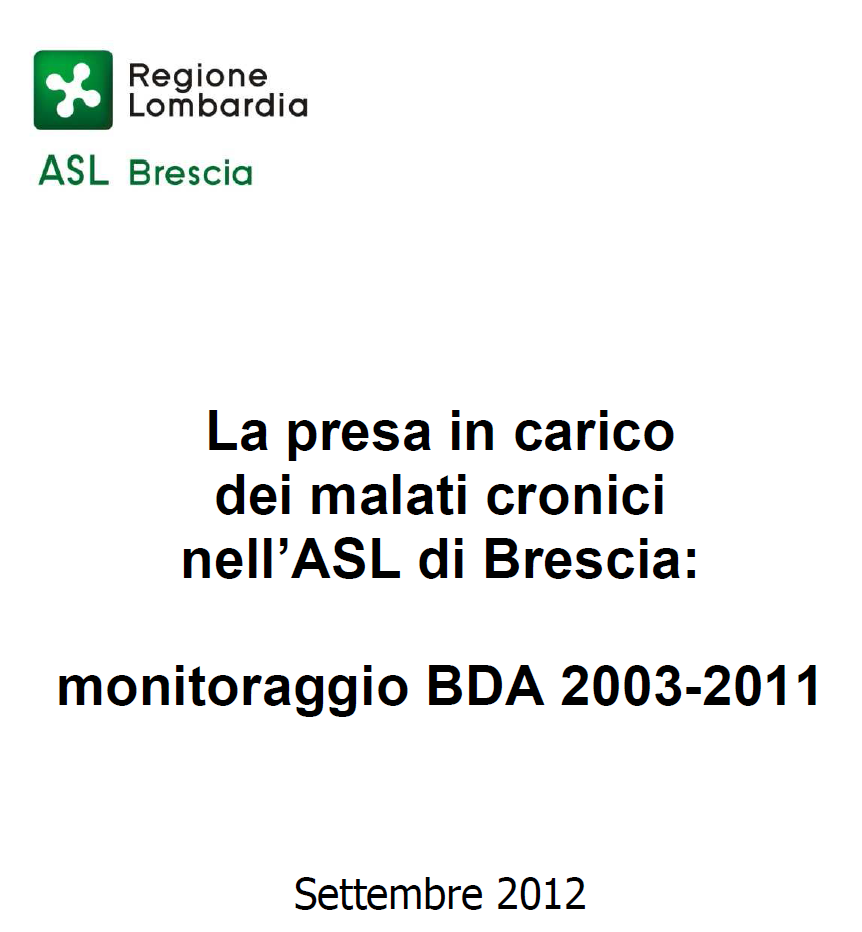 Regione
Lombardia
ASL Brescia
La presa in carico
dei malati cronici
nell’ASL di Brescia:
monitoraggio BDA 2003-2011
Settembre 2012